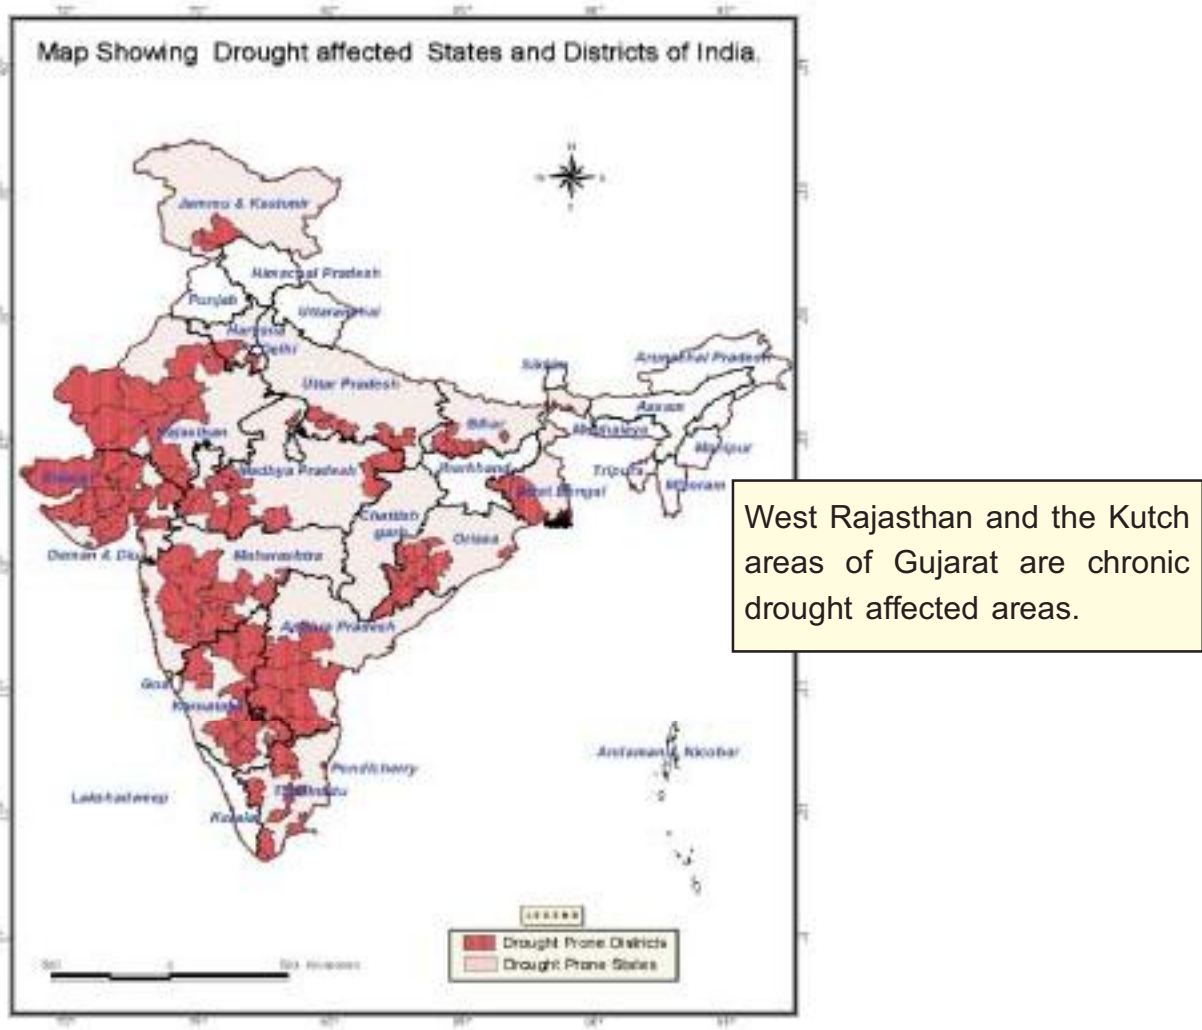 Map Showing Drought affected States and Districts of India.
Jammu & Kashmir
Himachal Pradesh
Punjab
Uttaranchal
Haryana
Delhi
Sikkim
Arunachal Pradesh
Uttar Pradesh
Assam
Rajasthan
Bihar
Meghalaya
Manipur
Madhya Pradesh
Jharkhand
Tripura
Mizoram
West Bengal
Chattish
garh
Orissa
Daman & Diu
Maharashtra
West Rajasthan and the Kutch
areas of Gujarat are chronic
drought affected areas.
Andhra Pradesh
Goa
Karnataka
Andaman & Nicobar
Pondicherry
Lakshadweep
Kerala
LEGEND
Drought Prone Districts
Drought Prone States